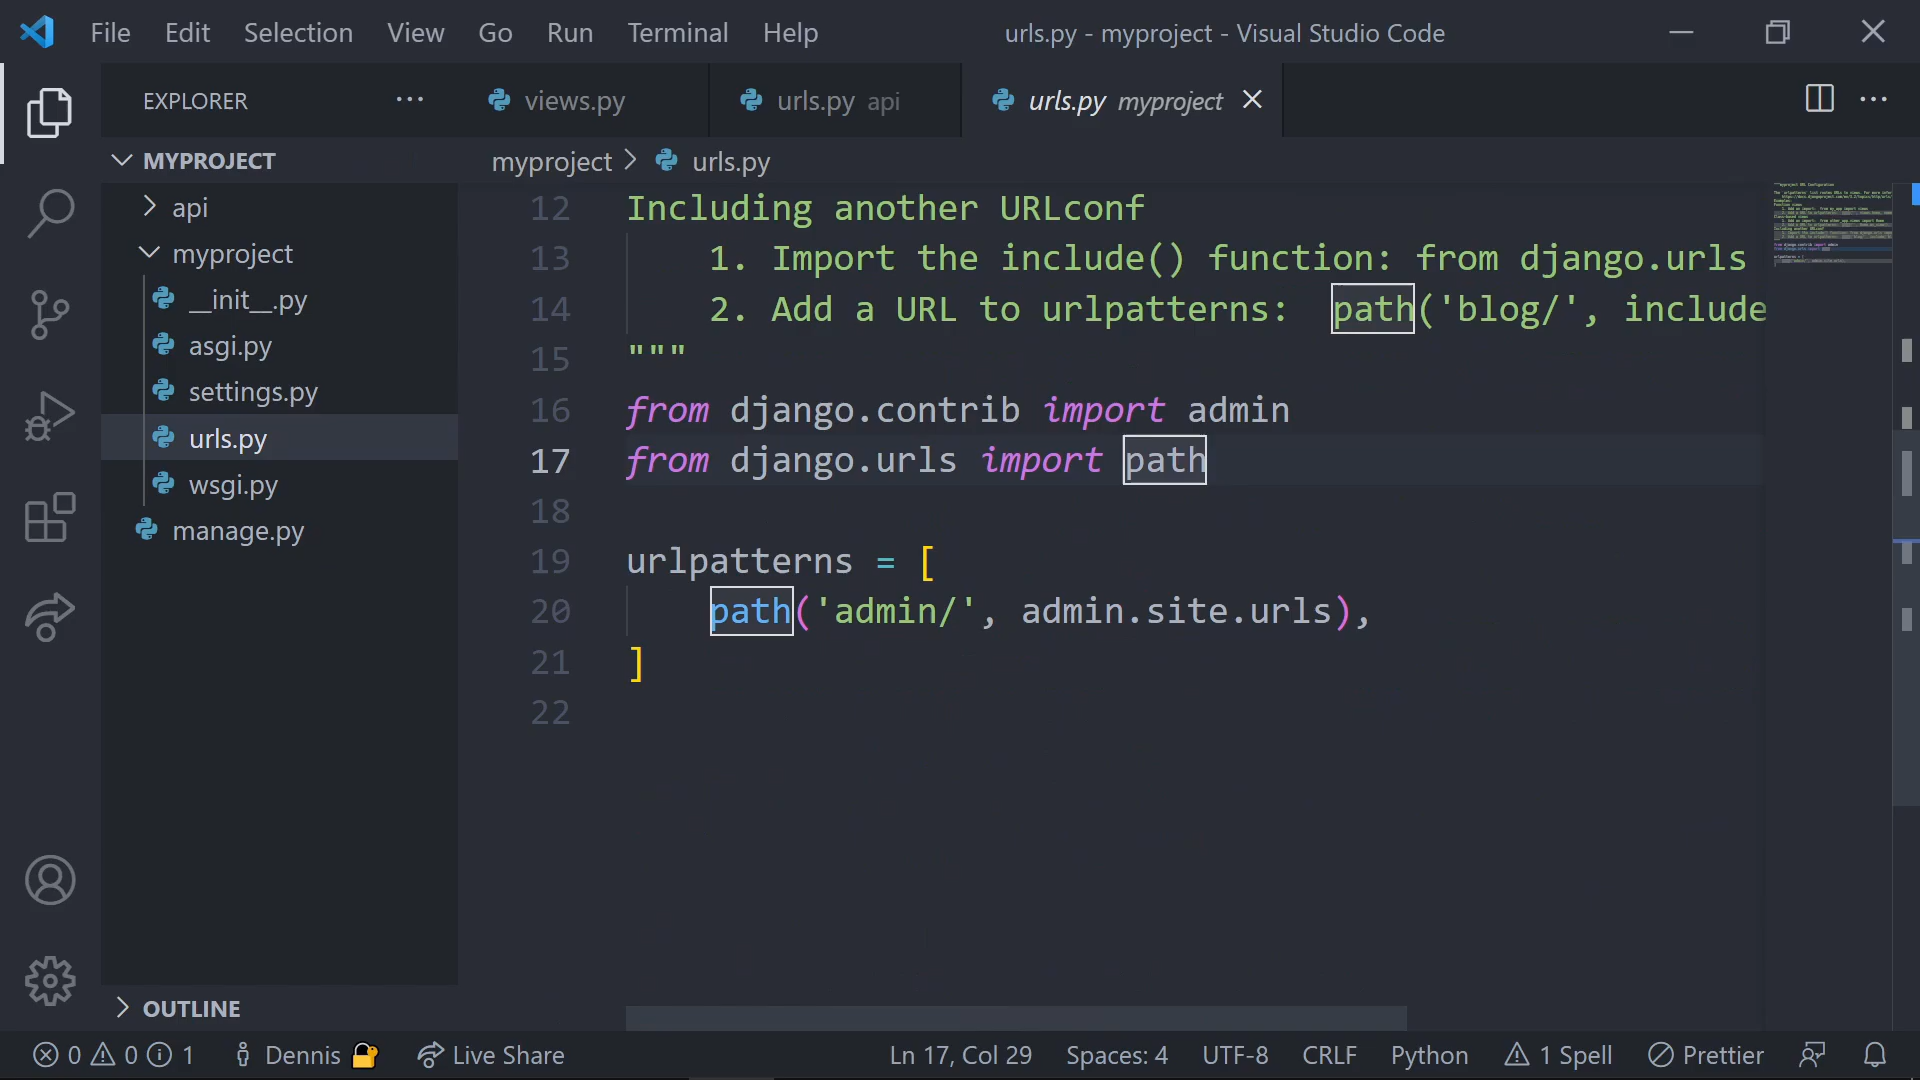 File Edit Selection View Go Run Terminal Help urls.py - myproject - Visual Studio Code
EXPLORER
views.py urls.py api urls.py myproject
MYPROJECT
api
myproject
__init__.py
asgi.py
settings.py
urls.py
wsgi.py
manage.py
OUTLINE
myproject urls.py
12 Including another URLconf
13 1. Import the include() function: from django.urls
14 2. Add a URL to urlpatterns: path('blog/', include
15 """
16 from django.contrib import admin
17 from django.urls import path
18
19 urlpatterns = [
20 path('admin/', admin.site.urls),
21 ]
22
0 0 1 Dennis Live Share Ln 17, Col 29 Spaces: 4 UTF-8 CRLF Python 1 Spell Prettier